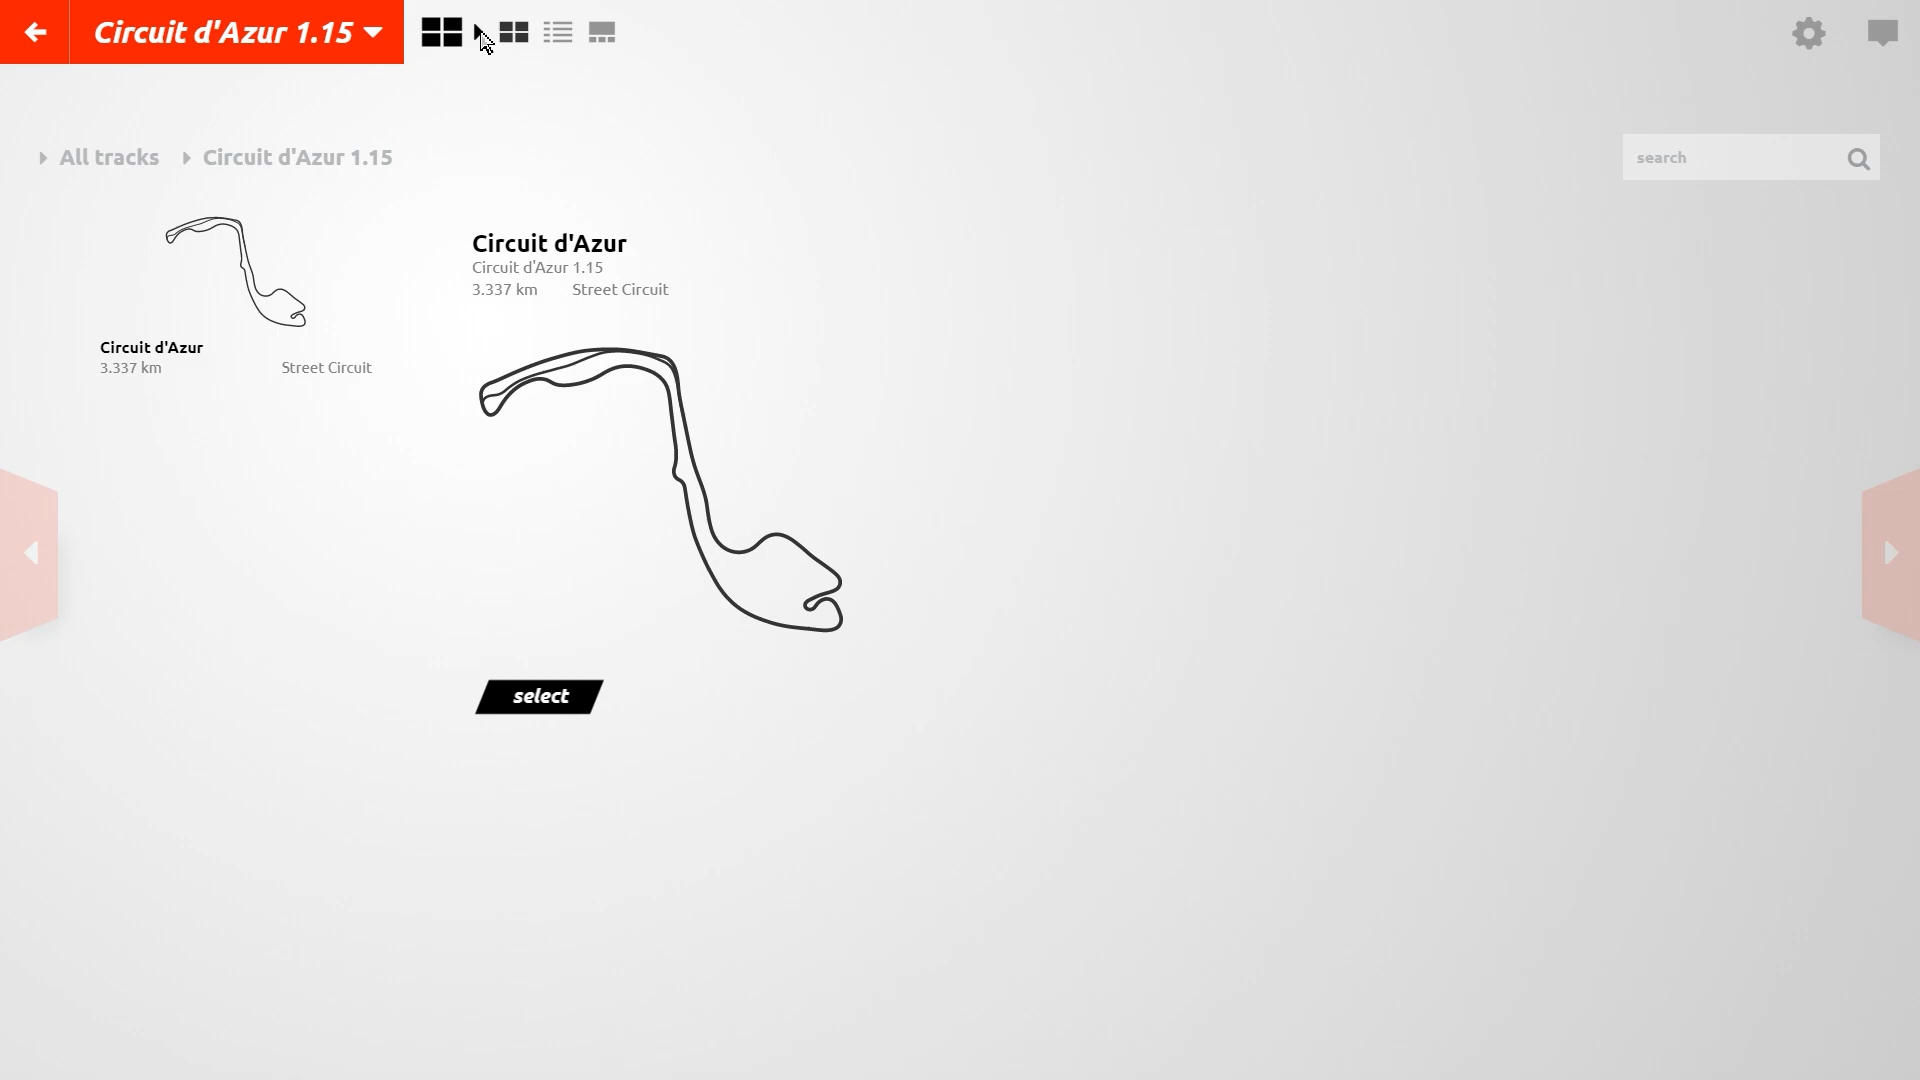 Circuit d'Azur 1.15
All tracks
Circuit d'Azur 1.15
search
Circuit d'Azur
3.337 km
Street Circuit
Circuit d'Azur
Circuit d'Azur 1.15
3.337 km
Street Circuit
select